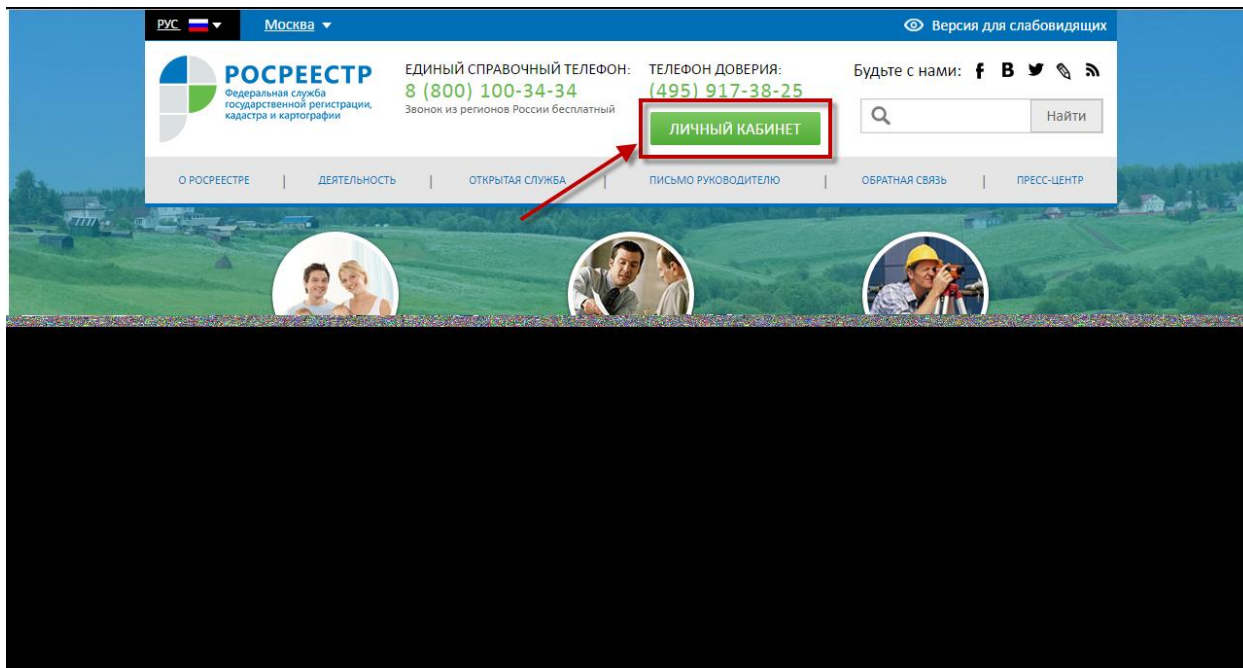 РУС
Москва
Версия для слабовидящих
РОСРЕЕСТР
Федеральная служба
государственной регистрации,
кадастра и картографии
ЕДИНЫЙ СПРАВОЧНЫЙ ТЕЛЕФОН:
8 (800) 100-34-34
Звонок из регионов России бесплатный
ТЕЛЕФОН ДОВЕРИЯ:
(495) 917-38-25
ЛИЧНЫЙ КАБИНЕТ
Будьте с нами:
Найти
О РОСРЕЕСТРЕ | ДЕЯТЕЛЬНОСТЬ | ОТКРЫТАЯ СЛУЖБА | ПИСЬМО РУКОВОДИТЕЛЮ | ОБРАТНАЯ СВЯЗЬ | ПРЕСС-ЦЕНТР